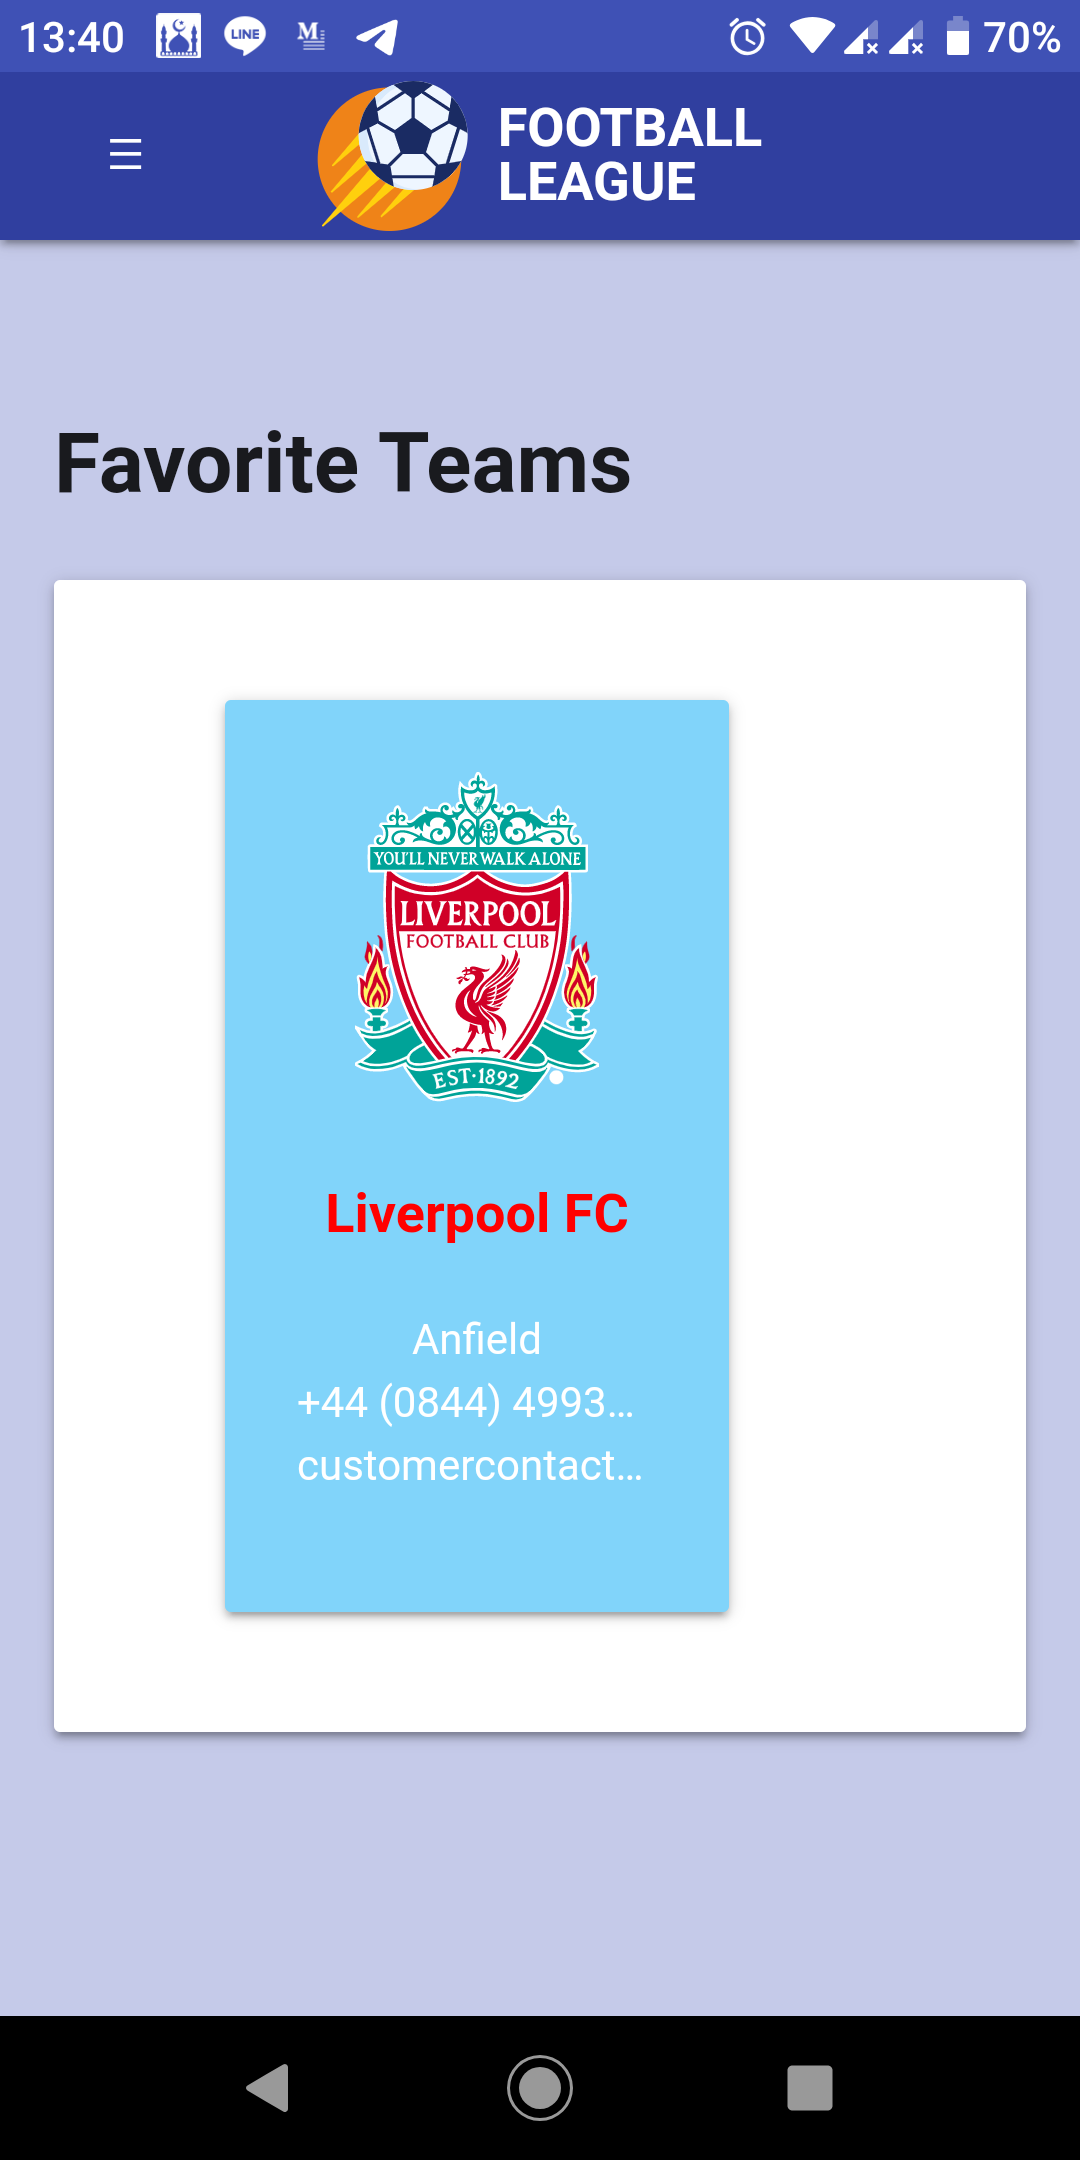 13:40
LINE
M
70%
FOOTBALL
LEAGUE
Favorite Teams
YOU'LL NEVER WALK ALONE
LIVERPOOL
FOOTBALL CLUB
EST·1892
Liverpool FC
Anfield
+44 (0844) 4993...
customercontact...